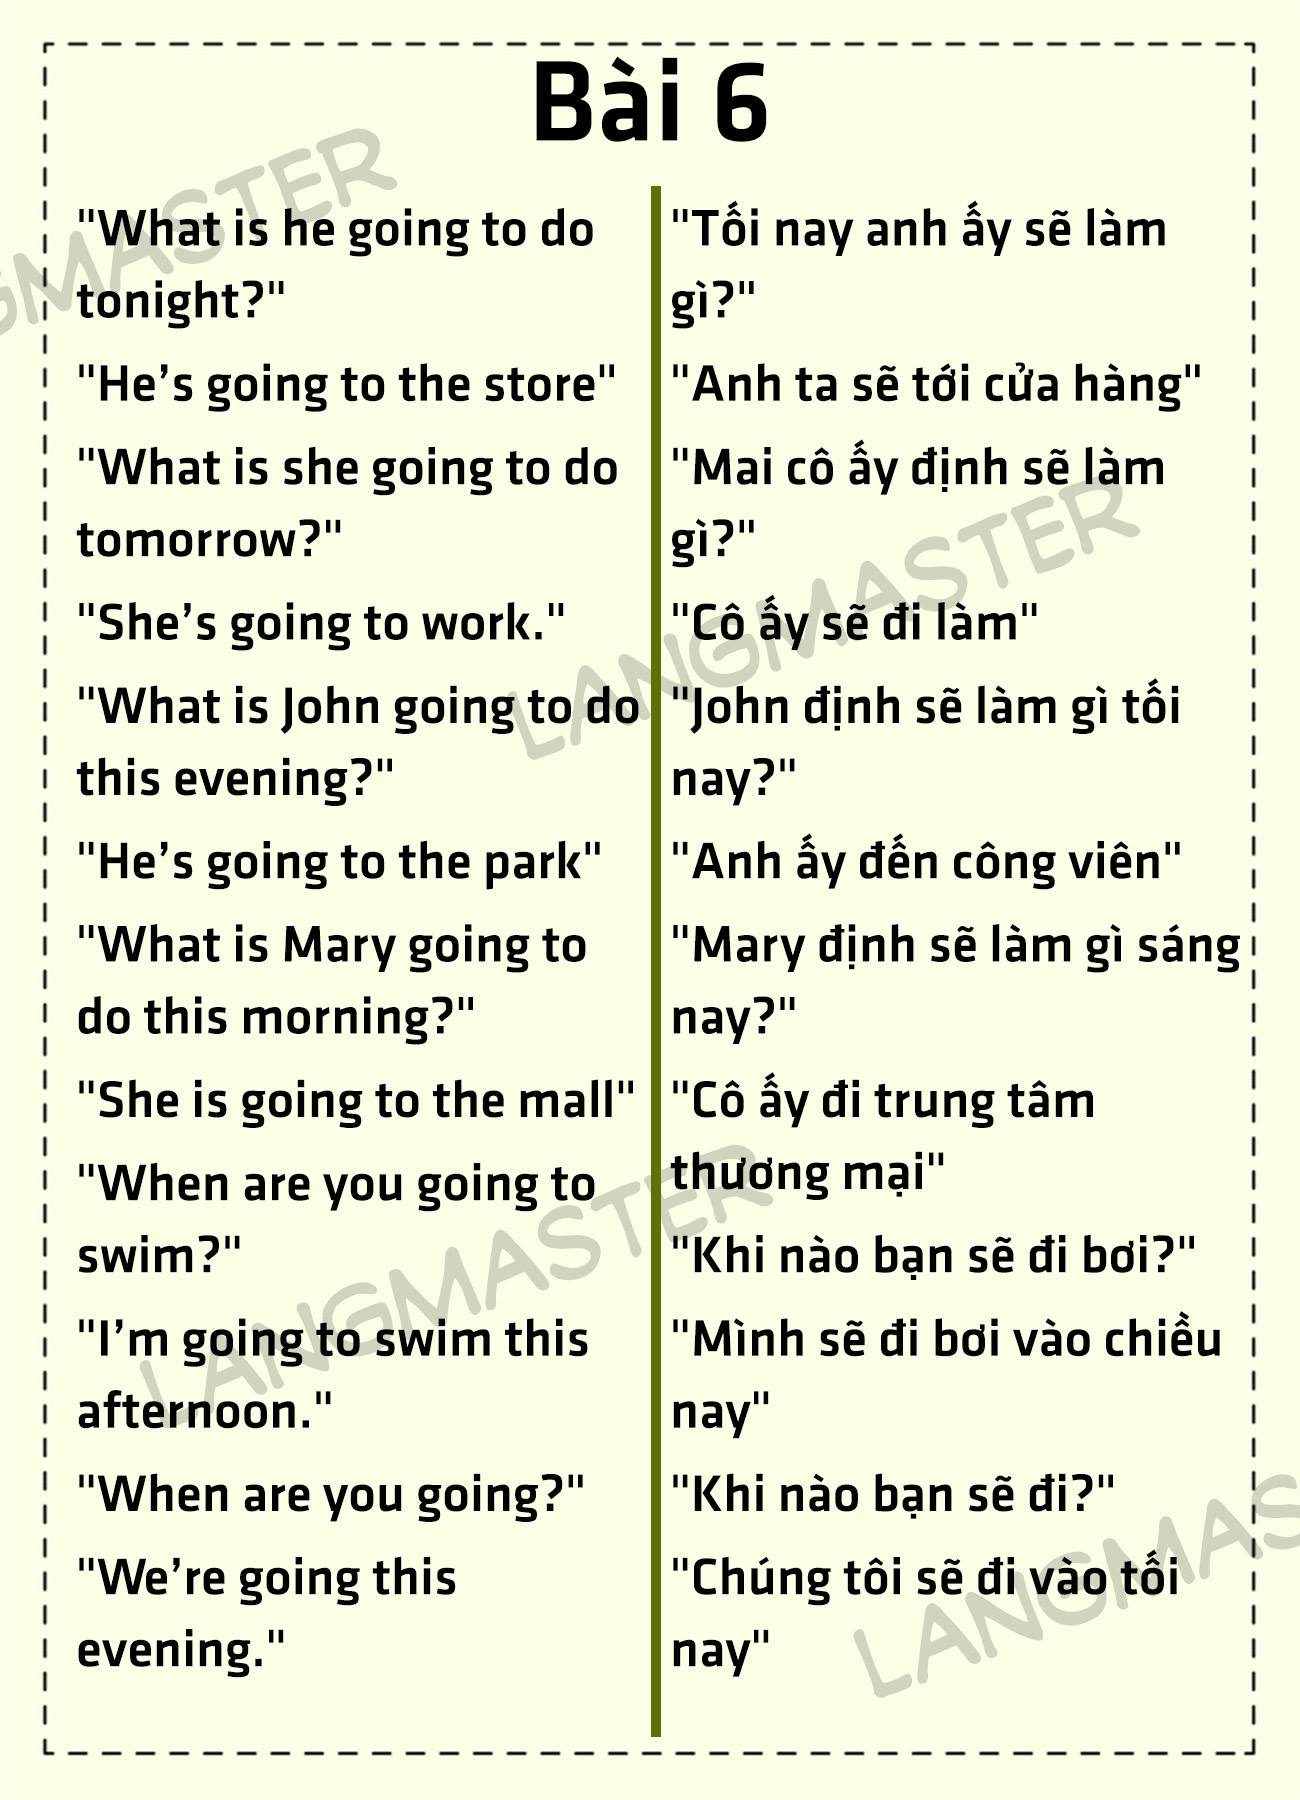 Bài 6
"What is he going to do
tonight?"
"He’s going to the store"
"What is she going to do
tomorrow?"
"She’s going to work."
"What is John going to do
this evening?"
"He’s going to the park"
"What is Mary going to
do this morning?"
"She is going to the mall"
"When are you going to
swim?"
"I’m going to swim this
afternoon."
"When are you going?"
"We’re going this
evening."
"Tối nay anh ấy sẽ làm
gì?"
"Anh ta sẽ tới cửa hàng"
"Mai cô ấy định sẽ làm
gì?"
"Cô ấy sẽ đi làm"
"John định sẽ làm gì tối
nay?"
"Anh ấy đến công viên"
"Mary định sẽ làm gì sáng
nay?"
"Cô ấy đi trung tâm
thương mại"
"Khi nào bạn sẽ đi bơi?"
"Mình sẽ đi bơi vào chiều
nay"
"Khi nào bạn sẽ đi?"
"Chúng tôi sẽ đi vào tối
nay"
GMASTER
LANGMASTER
LANGMASTER
LANGMAS